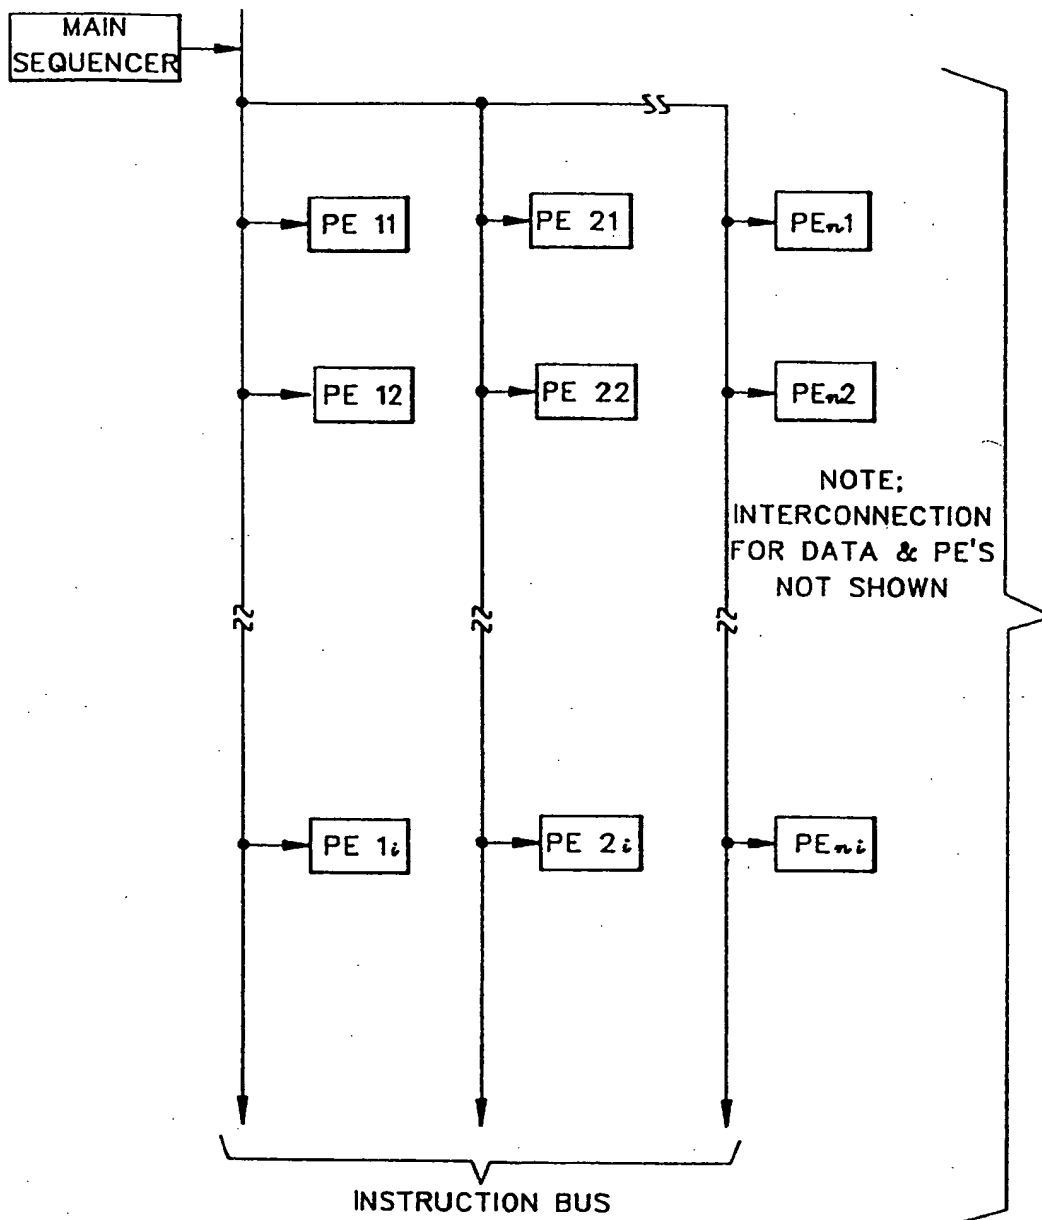 MAIN
SEQUENCER
PE 11
PE 21
PEn1
PE 12
PE 22
PEn2
NOTE;
INTERCONNECTION
FOR DATA & PE'S
NOT SHOWN
PE 1i
PE 2i
PEni
INSTRUCTION BUS